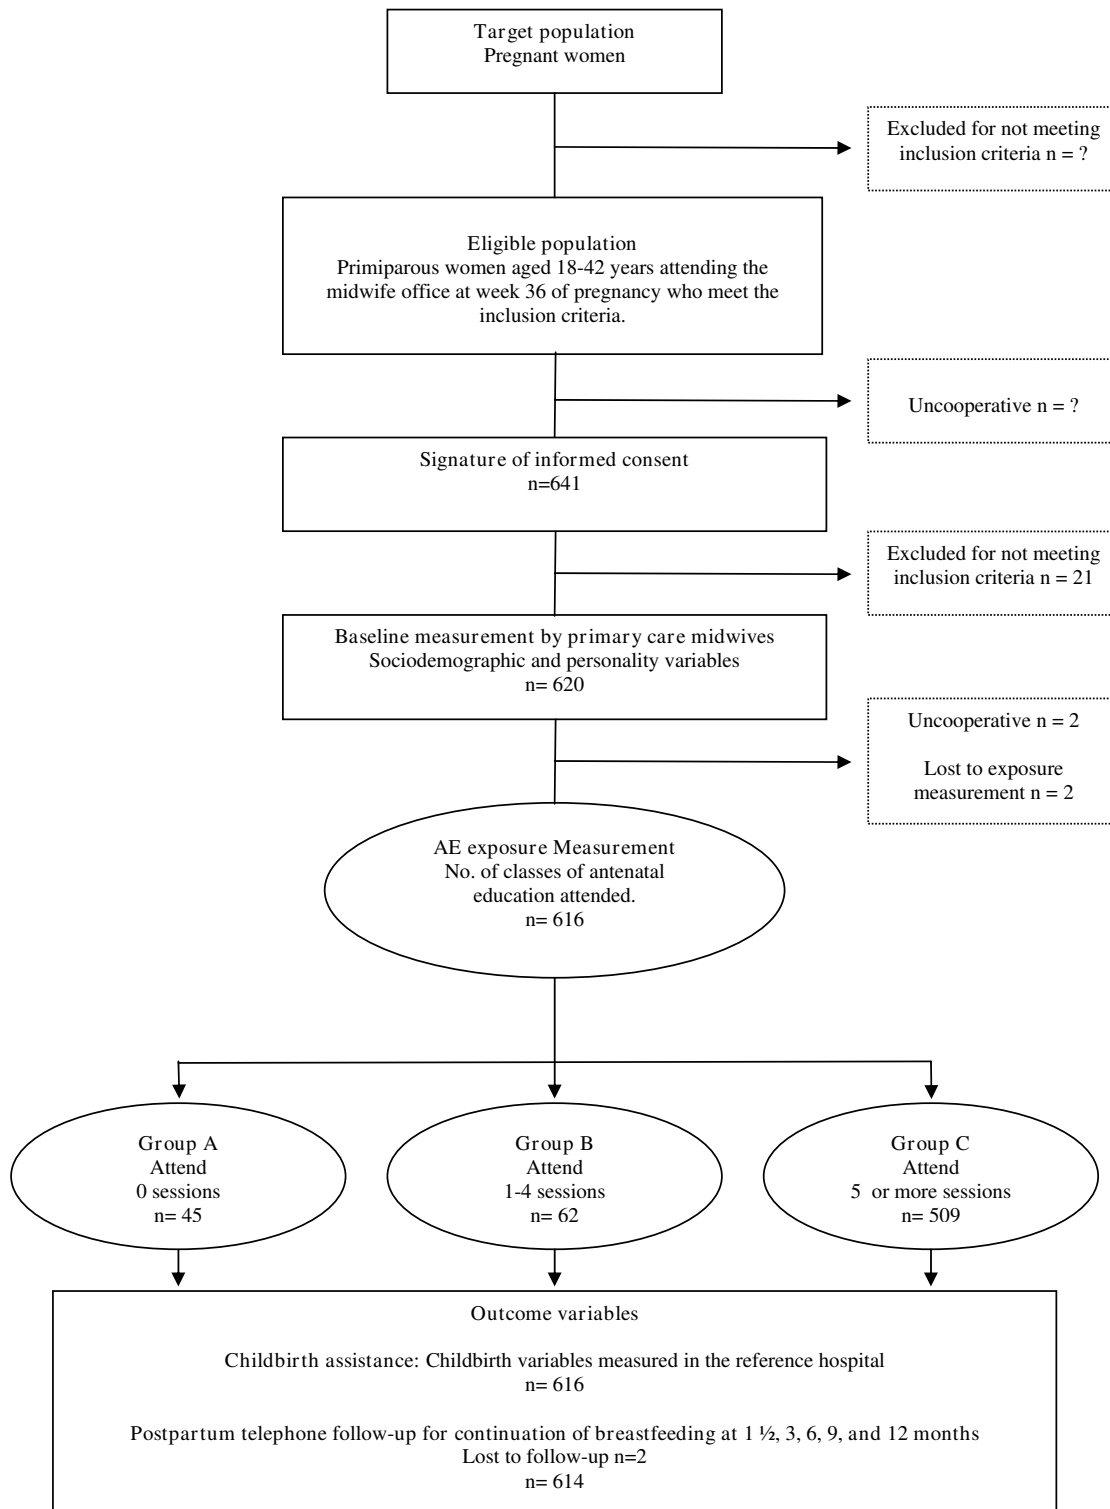 Target population
Pregnant women
Excluded for not meeting
inclusion criteria n = ?
Eligible population
Primiparous women aged 18-42 years attending the
midwife office at week 36 of pregnancy who meet the
inclusion criteria.
Uncooperative n = ?
Signature of informed consent
n=641
Excluded for not meeting
inclusion criteria n = 21
Baseline measurement by primary care midwives
Sociodemographic and personality variables
n= 620
Uncooperative n = 2
Lost to exposure
measurement n = 2
AE exposure Measurement
No. of classes of antenatal
education attended.
n= 616
Group A
Attend
0 sessions
n= 45
Group B
Attend
1-4 sessions
n= 62
Group C
Attend
5 or more sessions
n= 509
Outcome variables
Childbirth assistance: Childbirth variables measured in the reference hospital
n= 616
Postpartum telephone follow-up for continuation of breastfeeding at 1 ½, 3, 6, 9, and 12 months
Lost to follow-up n=2
n= 614